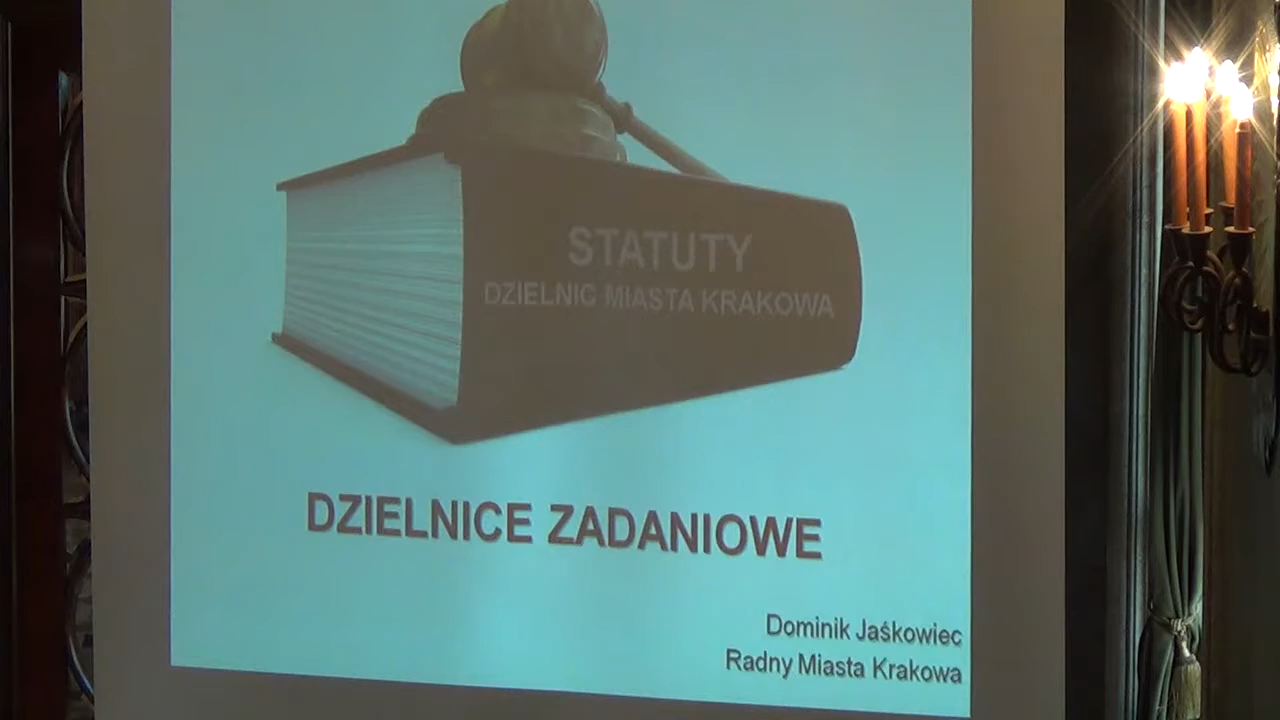 STATUTY
DZIELNIC MIASTA KRAKOWA
DZIELNICE ZADANIOWE
Dominik Jaśkowiec
Radny Miasta Krakowa